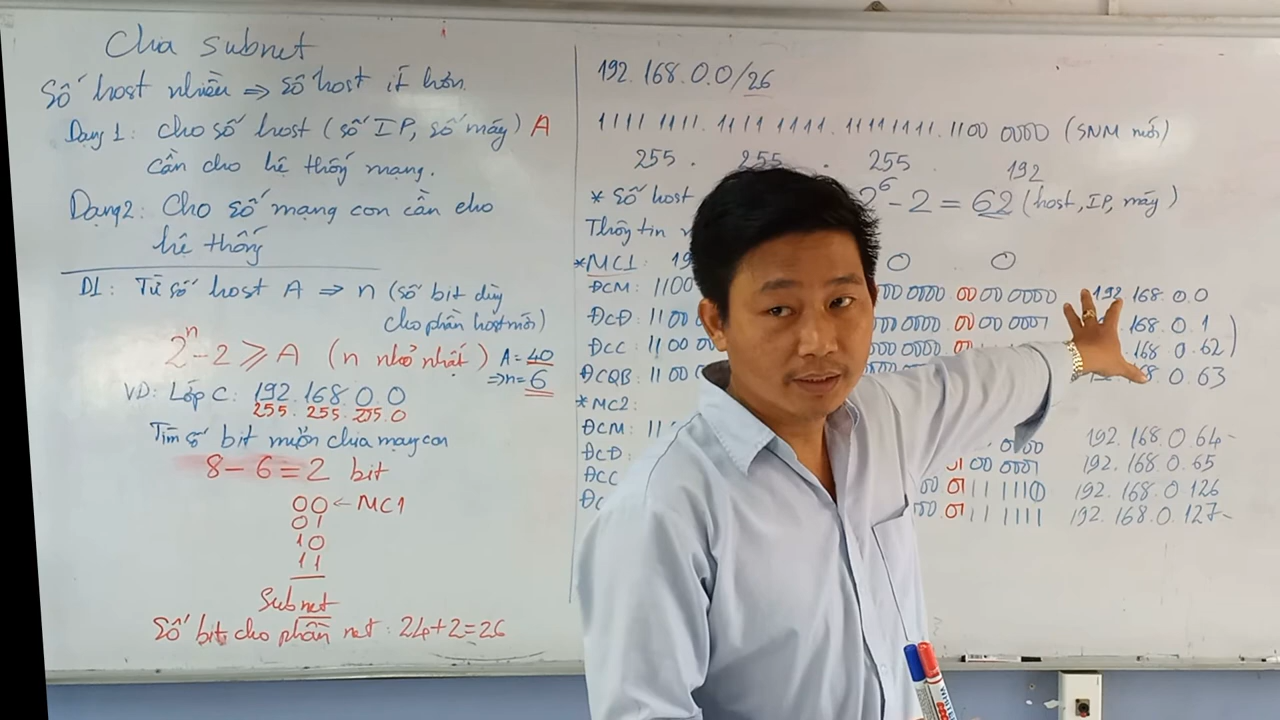 Chia subnet
Số host nhiều ⇒ số host ít hơn.
Dạng 1: Cho số host (số IP, số máy) A
cần cho hệ thống mạng.
Dạng 2: Cho số mạng con cần cho
hệ thống
D1: Từ số host A ⇒ n (số bit dùng
cho phần host mới)
2^n - 2 ⩾ A (n nhỏ nhất) A = 40
⇒ n = 6
VD: Lớp C: 192.168.0.0
255.255.255.0
Tìm số bit mượn chia mạng con
8 - 6 = 2 bit
00 ← MC1
01
10
11
Subnet
Số bit cho phần net: 24+2=26
192.168.0.0/26
1111 1111. 1111 1111. 11111111. 1100 0000 (SNM mới)
255 . 255 . 255 192
* Số host 2^6 - 2 = 62 (host, IP, máy)
Thông tin
* MC1: 19 0 0
ĐCM: 1100 000 0000 00 00 0000 192.168.0.0
ĐCĐ: 1100 0000 00 00 0001 168.0.1
ĐCC: 1100 00 0000 168.0.62
ĐCQB: 1100 8.0.63
* MC2:
ĐCM: 11 0000 192.168.0.64
ĐCĐ: 01 00 0001 192.168.0.65
ĐCC 00 01 11 1110 192.168.0.126
ĐC 00 01 11 1111 192.168.0.127